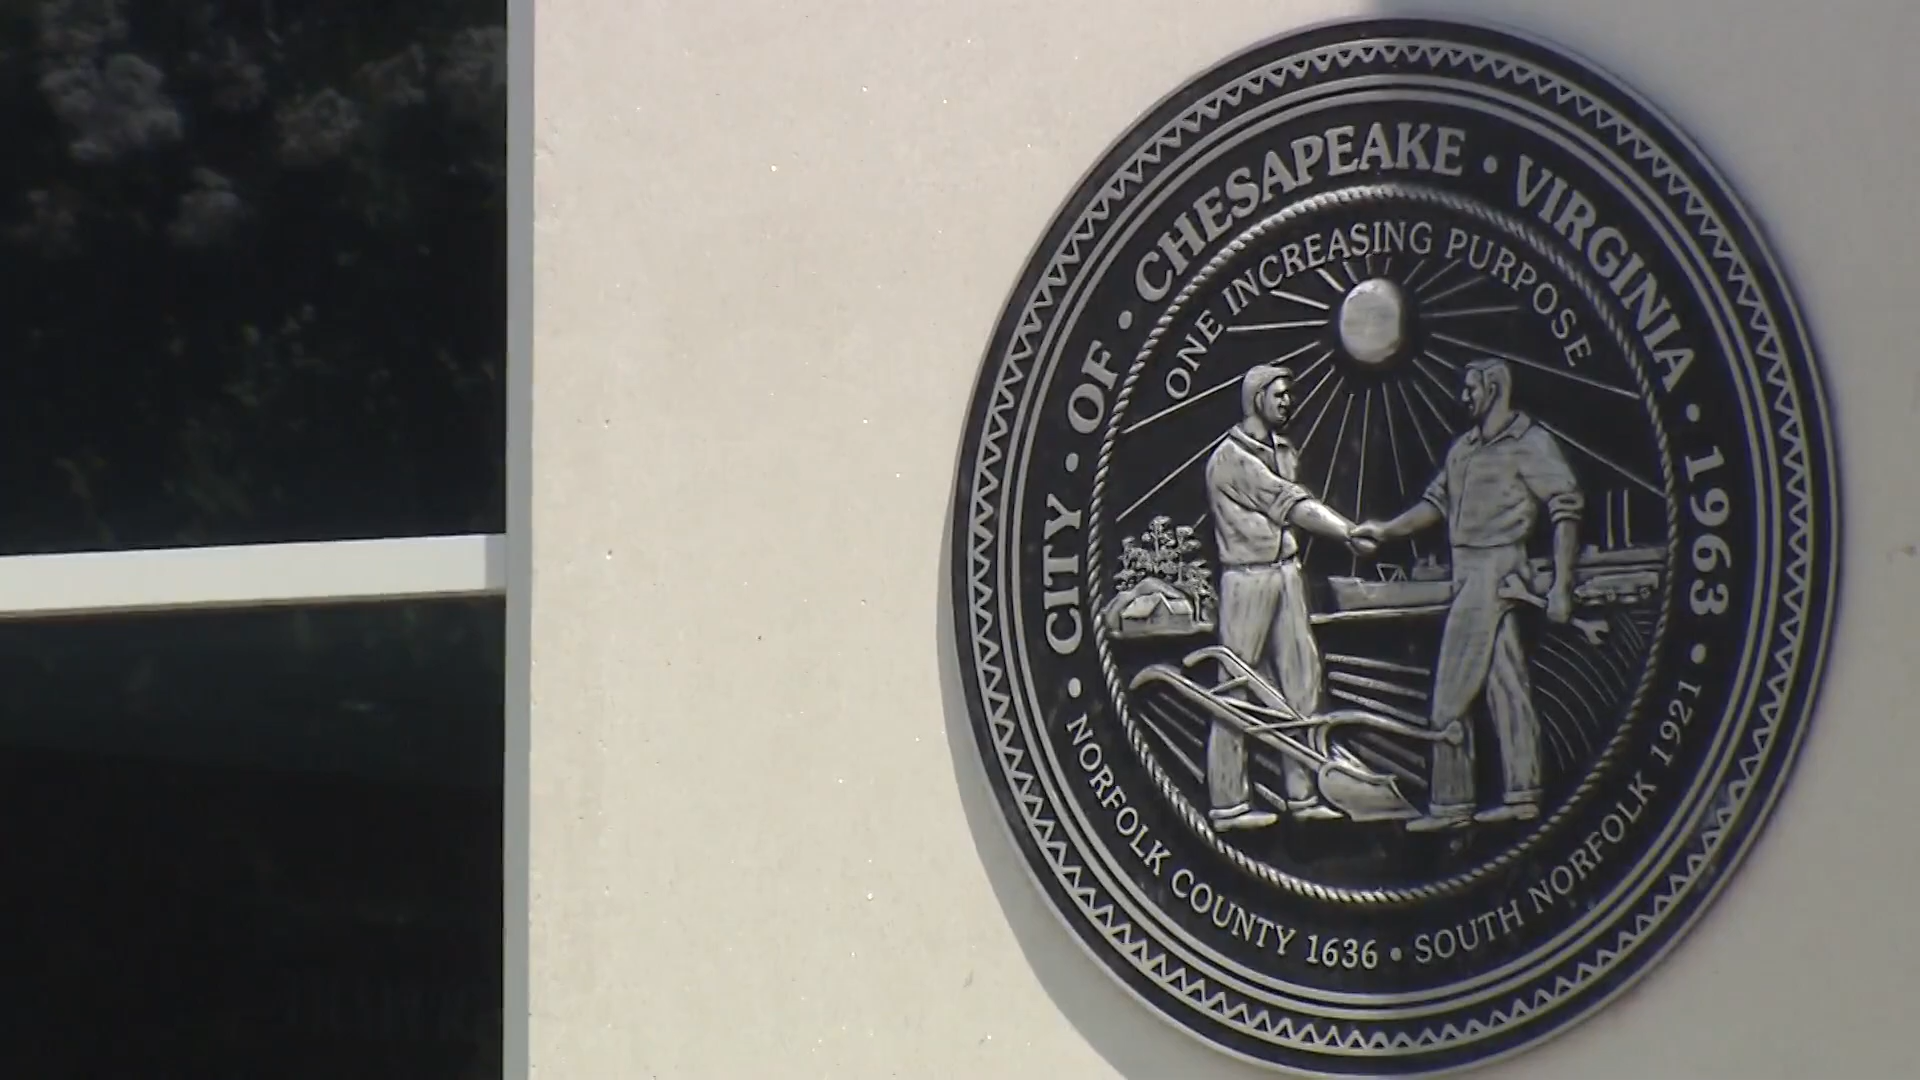 • CITY • OF • CHESAPEAKE • VIRGINIA • 1963 •
ONE INCREASING PURPOSE
NORFOLK COUNTY 1636 • SOUTH NORFOLK 1921